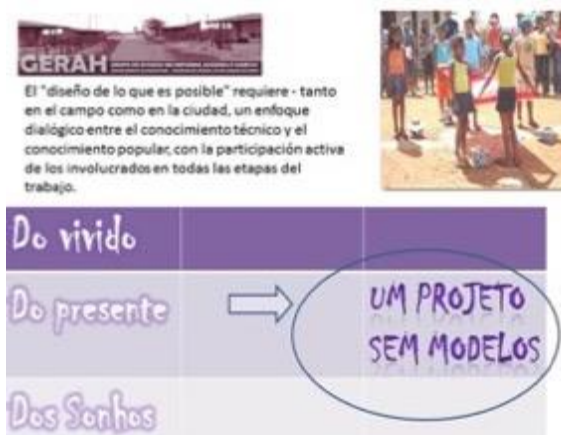 GERAH
El "diseño de lo que es posible" requiere - tanto
en el campo como en la ciudad, un enfoque
dialógico entre el conocimiento técnico y el
conocimiento popular, con la participación activa
de los involucrados en todas las etapas del
trabajo.
Do vivido
Do presente
UM PROJETO
SEM MODELOS
Dos Sonhos